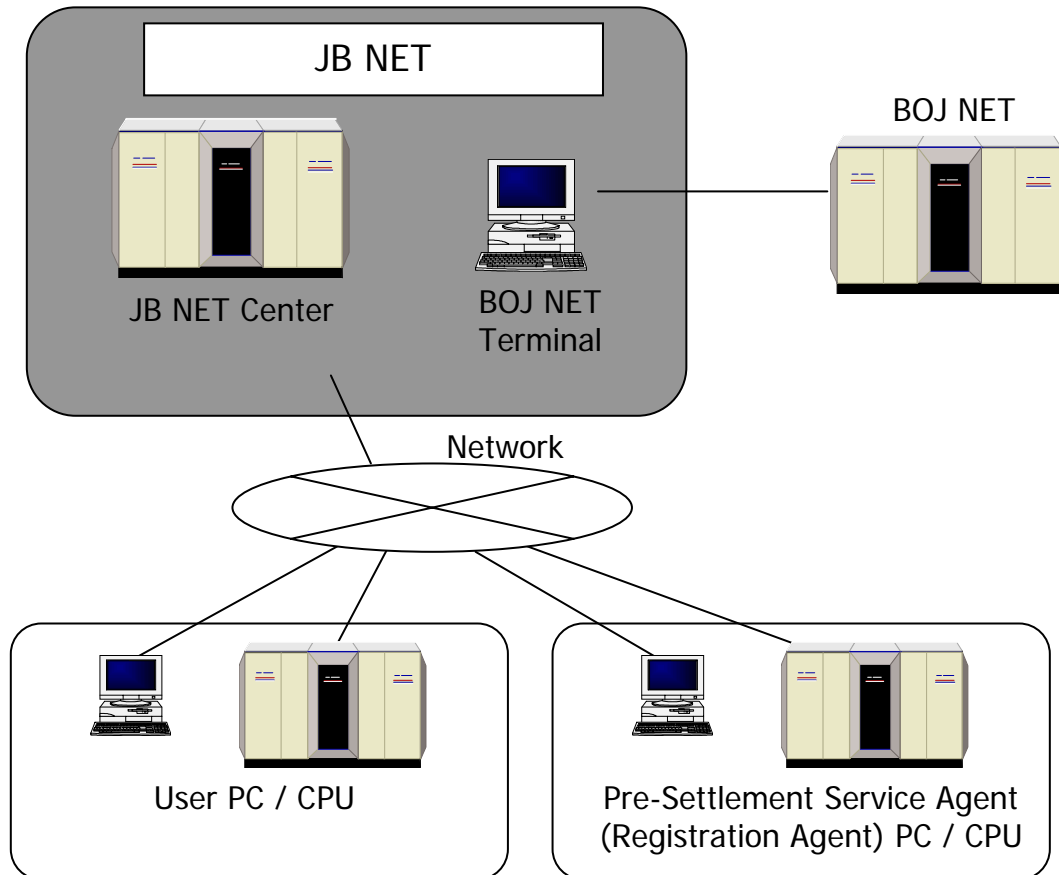 JB NET
BOJ NET
JB NET Center
BOJ NET
Terminal
Network
User PC / CPU
Pre-Settlement Service Agent
(Registration Agent) PC / CPU